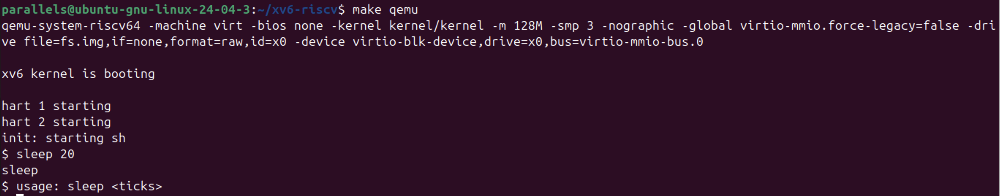 parallels@ubuntu-gnu-linux-24-04-3:~/xv6-riscv$ make qemu
qemu-system-riscv64 -machine virt -bios none -kernel kernel/kernel -m 128M -smp 3 -nographic -global virtio-mmio.force-legacy=false -dri
ve file=fs.img,if=none,format=raw,id=x0 -device virtio-blk-device,drive=x0,bus=virtio-mmio-bus.0
xv6 kernel is booting
hart 1 starting
hart 2 starting
init: starting sh
$ sleep 20
sleep
$ usage: sleep <ticks>